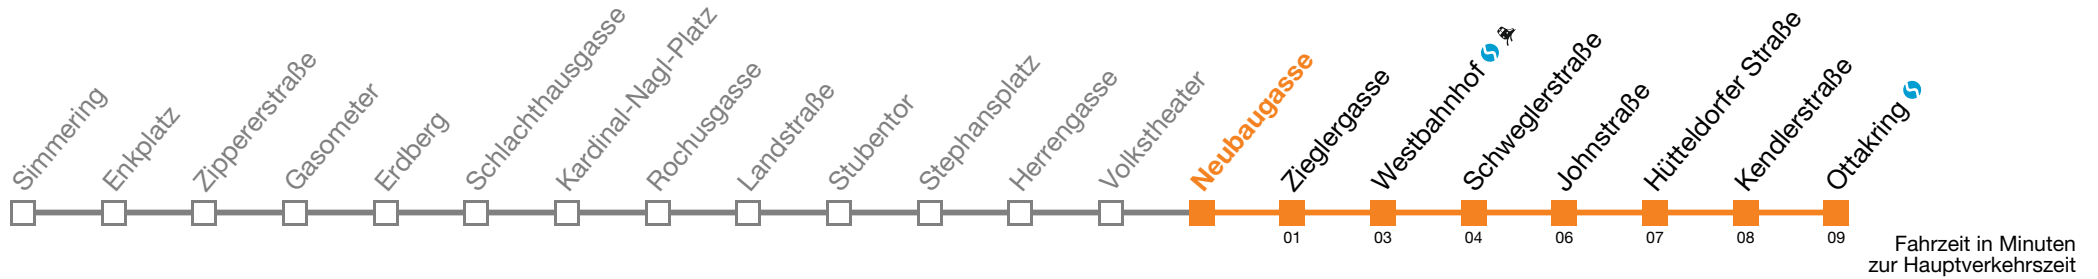 Simmering
Enkplatz
Zippererstraße
Gasometer
Erdberg
Schlachthausgasse
Kardinal-Nagl-Platz
Rochusgasse
Landstraße
Stubentor
Stephansplatz
Herrengasse
Volkstheater
Neubaugasse
Zieglergasse
Westbahnhof
Schweglerstraße
Johnstraße
Hütteldorfer Straße
Kendlerstraße
Ottakring
01 03 04 06 07 08 09
Fahrzeit in Minuten
zur Hauptverkehrszeit